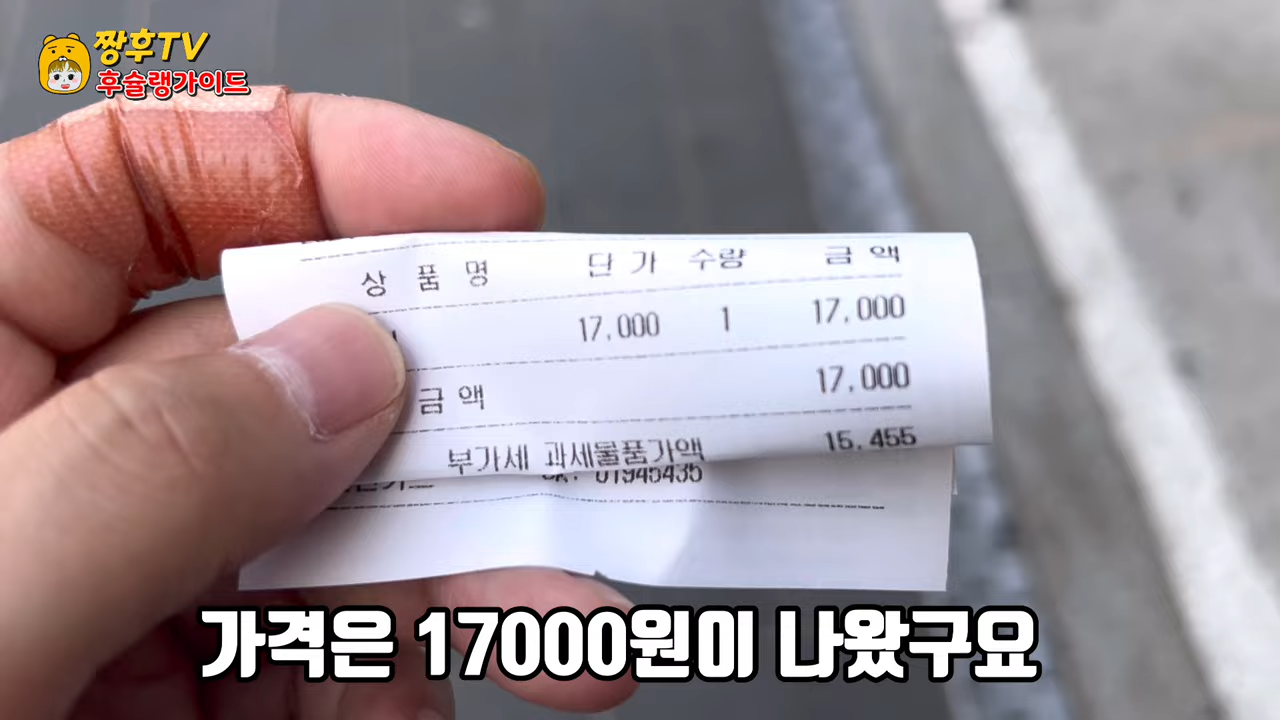 짱후TV
후슐랭가이드
상 품 명 단 가 수량 금 액
17,000 1 17,000
금 액 17,000
부가세 과세물품가액 15,455
01945435
가격은 17000원이 나왔구요